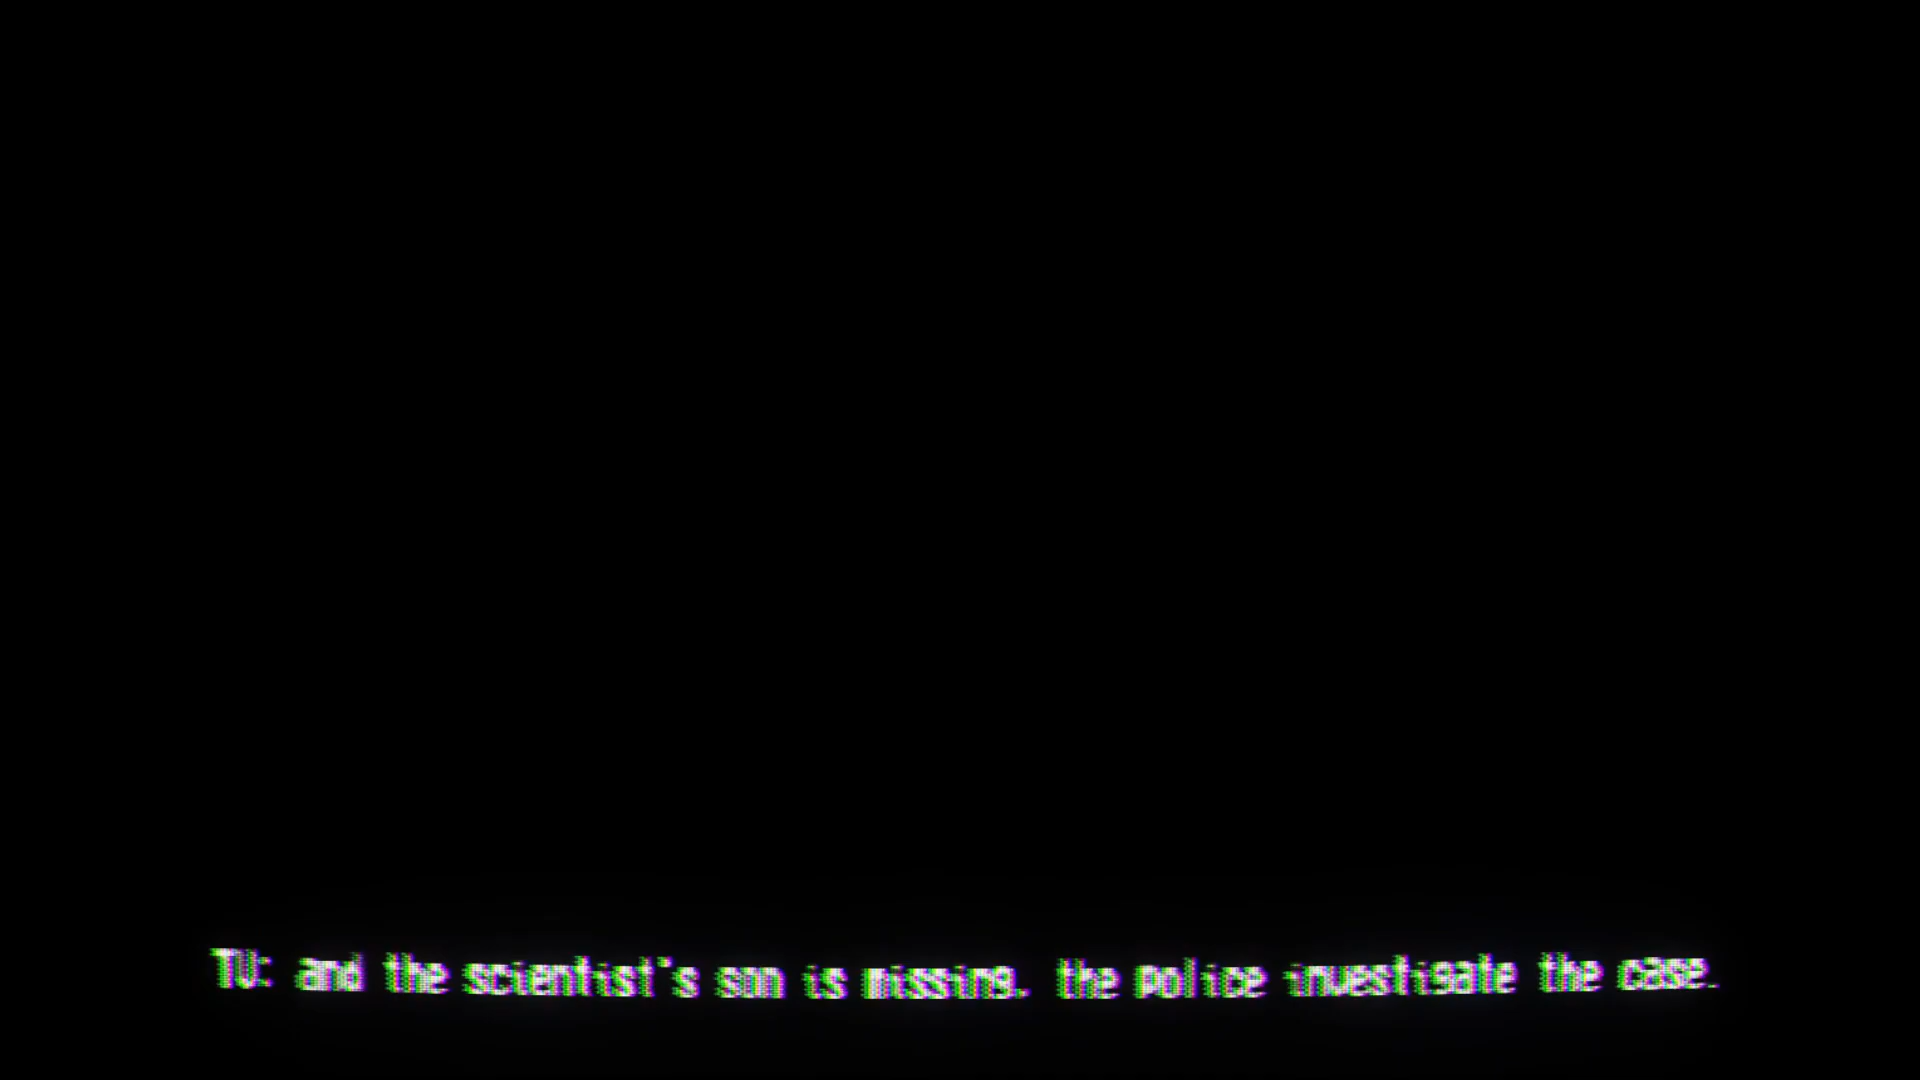 TV: and the scientist's son is missing, the police investigate the case.